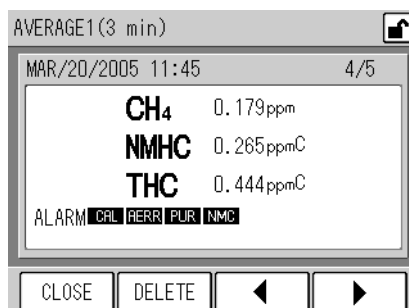 AVERAGE1(3 min)
MAR/20/2005 11:45 4/5
CH₄ 0.179ppm
NMHC 0.265ppmC
THC 0.444ppmC
ALARM CAL AERR PUR NMC
CLOSE DELETE ◀ ▶